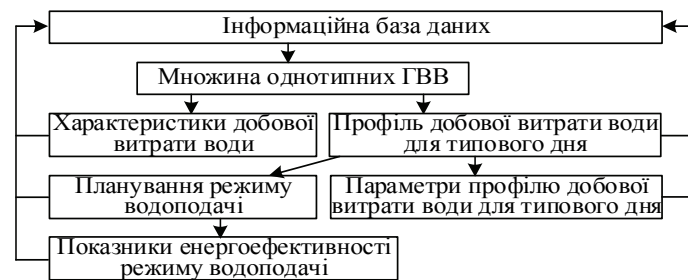 Інформаційна база даних
Множина однотипних ГВВ
Характеристики добової
витрати води
Профіль добової витрати води
для типового дня
Планування режиму
водоподачі
Параметри профілю добової
витрати води для типового дня
Показники енергоефективності
режиму водоподачі